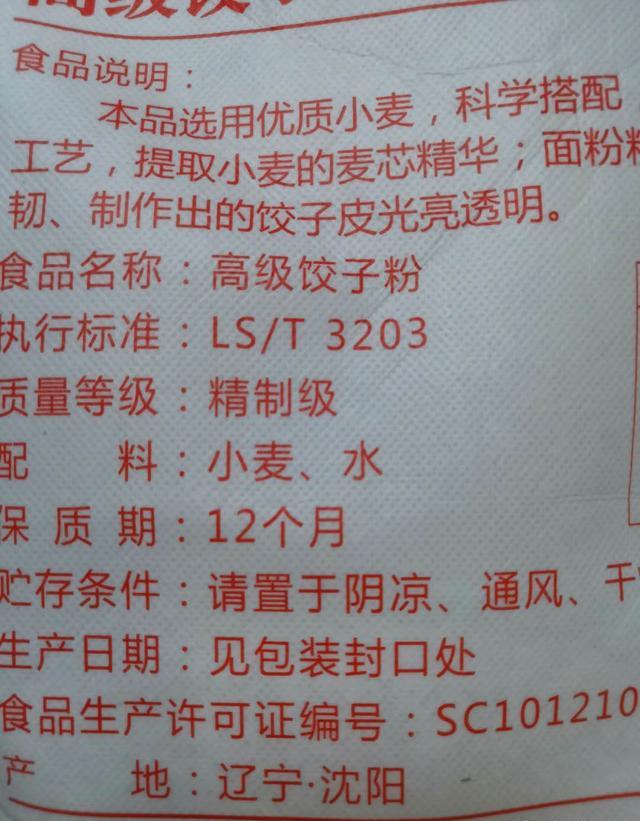 高级饺子
食品说明：
本品选用优质小麦，科学搭配
工艺，提取小麦的麦芯精华；面粉
韧、制作出的饺子皮光亮透明。
食品名称：高级饺子粉
执行标准：LS/T 3203
质量等级：精制级
配 料：小麦、水
保 质 期：12个月
贮存条件：请置于阴凉、通风、干
生产日期：见包装封口处
食品生产许可证编号：SC101210
产 地：辽宁·沈阳